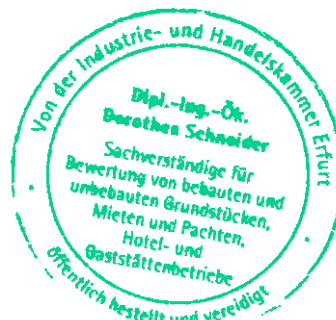 Von der Industrie- und Handelskammer Erfurt
Dipl.-Ing.-Ök.
Dorothea Schneider
Sachverständige für
Bewertung von bebauten und
unbebauten Grundstücken,
Mieten und Pachten,
Hotel- und
Gaststättenbetriebe
öffentlich bestellt und vereidigt